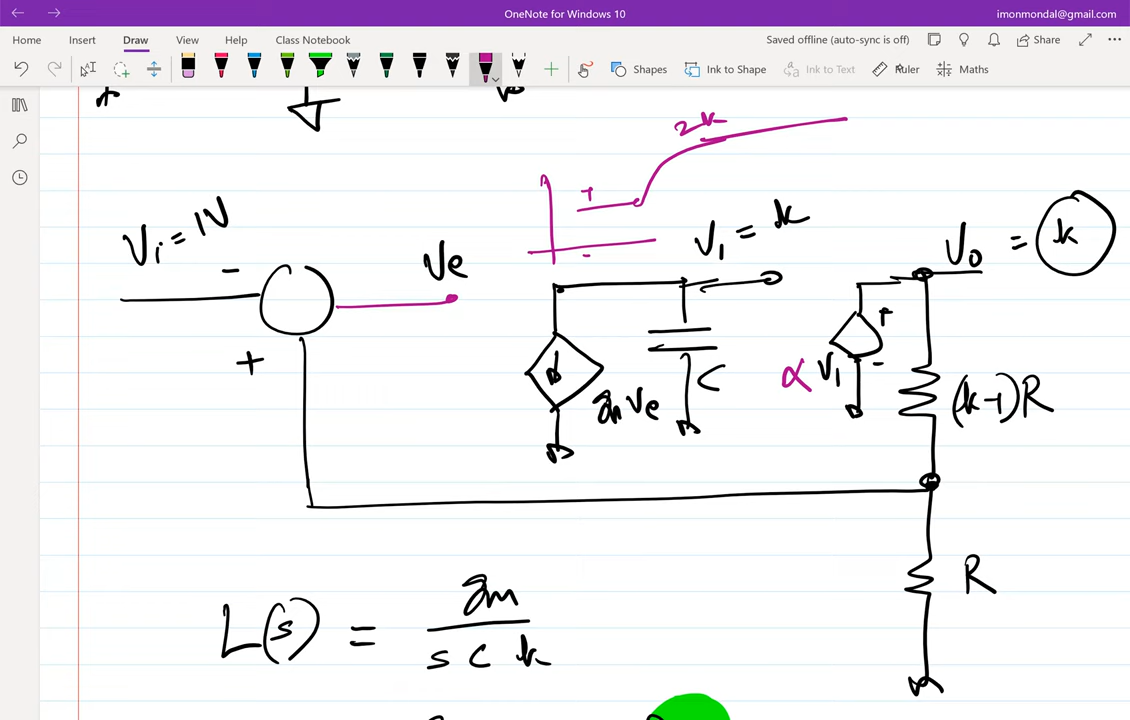 OneNote for Windows 10
imonmondal@gmail.com
Home Insert Draw View Help Class Notebook
Saved offline (auto-sync is off)
Share
Shapes
Ink to Shape
Ink to Text
Ruler
Maths
2k
Vi = 1V
-
Ve
+
-
V1 = k
V0 = k
+
gm Ve
C
α V1
+
-
(k-1)R
R
L(s) = gm
s C k